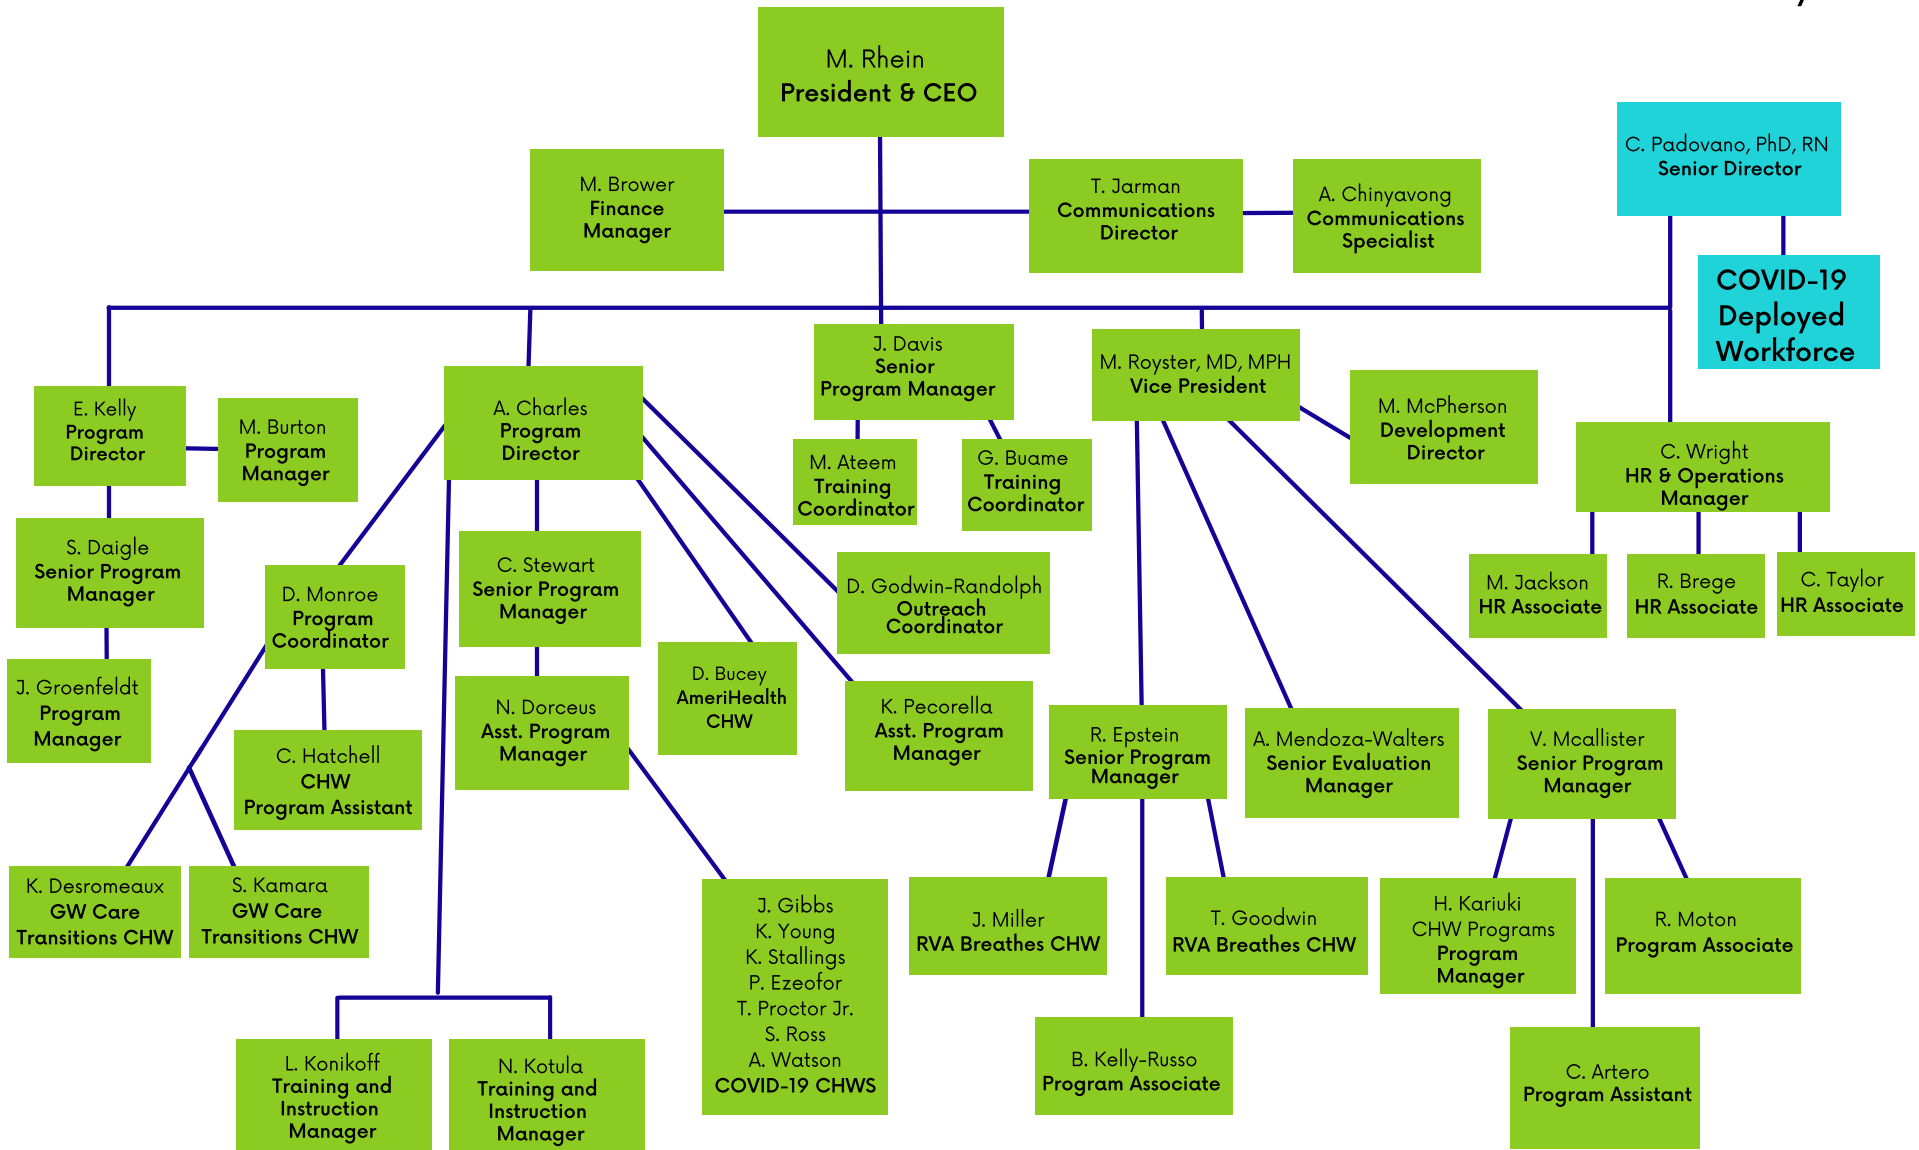 M. Rhein
President & CEO
M. Brower
Finance
Manager
T. Jarman
Communications
Director
A. Chinyavong
Communications
Specialist
C. Padovano, PhD, RN
Senior Director
COVID-19
Deployed
Workforce
E. Kelly
Program
Director
M. Burton
Program
Manager
A. Charles
Program
Director
J. Davis
Senior
Program Manager
M. Royster, MD, MPH
Vice President
M. McPherson
Development
Director
C. Wright
HR & Operations
Manager
M. Ateem
Training
Coordinator
G. Buame
Training
Coordinator
S. Daigle
Senior Program
Manager
D. Monroe
Program
Coordinator
C. Stewart
Senior Program
Manager
D. Godwin-Randolph
Outreach
Coordinator
M. Jackson
HR Associate
R. Brege
HR Associate
C. Taylor
HR Associate
J. Groenfeldt
Program
Manager
C. Hatchell
CHW
Program Assistant
N. Dorceus
Asst. Program
Manager
D. Bucey
AmeriHealth
CHW
K. Pecorella
Asst. Program
Manager
R. Epstein
Senior Program
Manager
A. Mendoza-Walters
Senior Evaluation
Manager
V. Mcallister
Senior Program
Manager
K. Desromeaux
GW Care
Transitions CHW
S. Kamara
GW Care
Transitions CHW
J. Gibbs
K. Young
K. Stallings
P. Ezeofor
T. Proctor Jr.
S. Ross
A. Watson
COVID-19 CHWS
J. Miller
RVA Breathes CHW
T. Goodwin
RVA Breathes CHW
H. Kariuki
CHW Programs
Program
Manager
R. Moton
Program Associate
L. Konikoff
Training and
Instruction
Manager
N. Kotula
Training and
Instruction
Manager
B. Kelly-Russo
Program Associate
C. Artero
Program Assistant